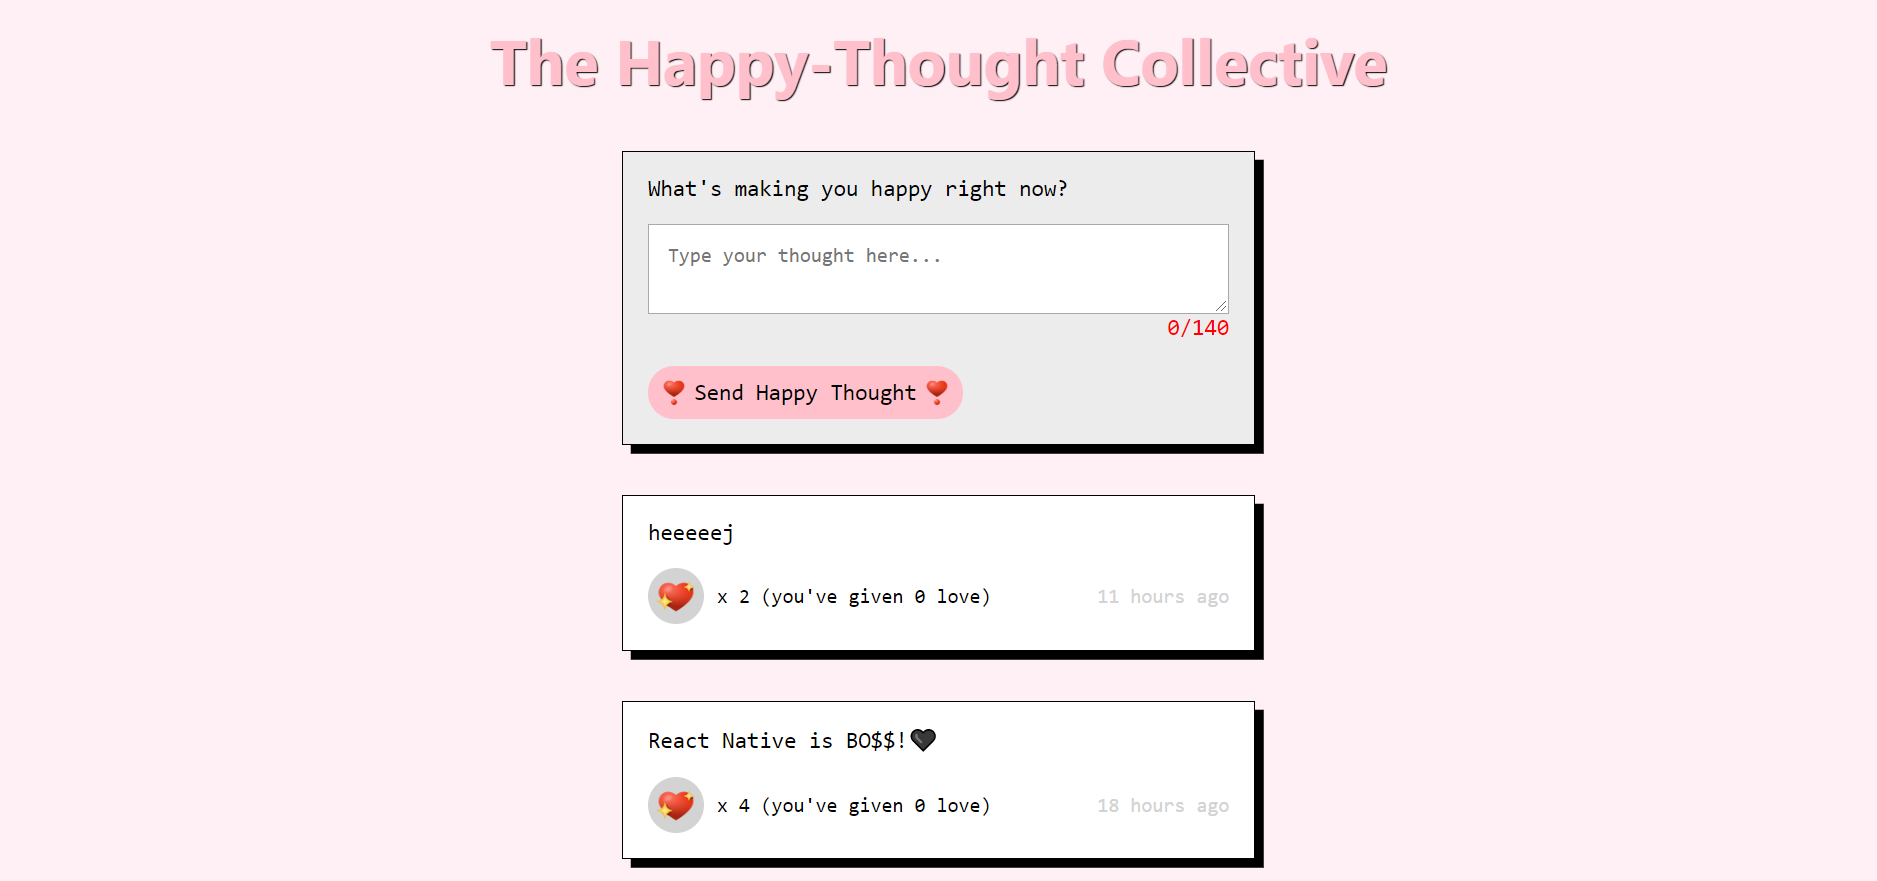 The Happy-Thought Collective
What's making you happy right now?
Type your thought here...
0/140
❣️ Send Happy Thought ❣️
heeeeej
💖 x 2 (you've given 0 love) 11 hours ago
React Native is BO$$!🖤
💖 x 4 (you've given 0 love) 18 hours ago